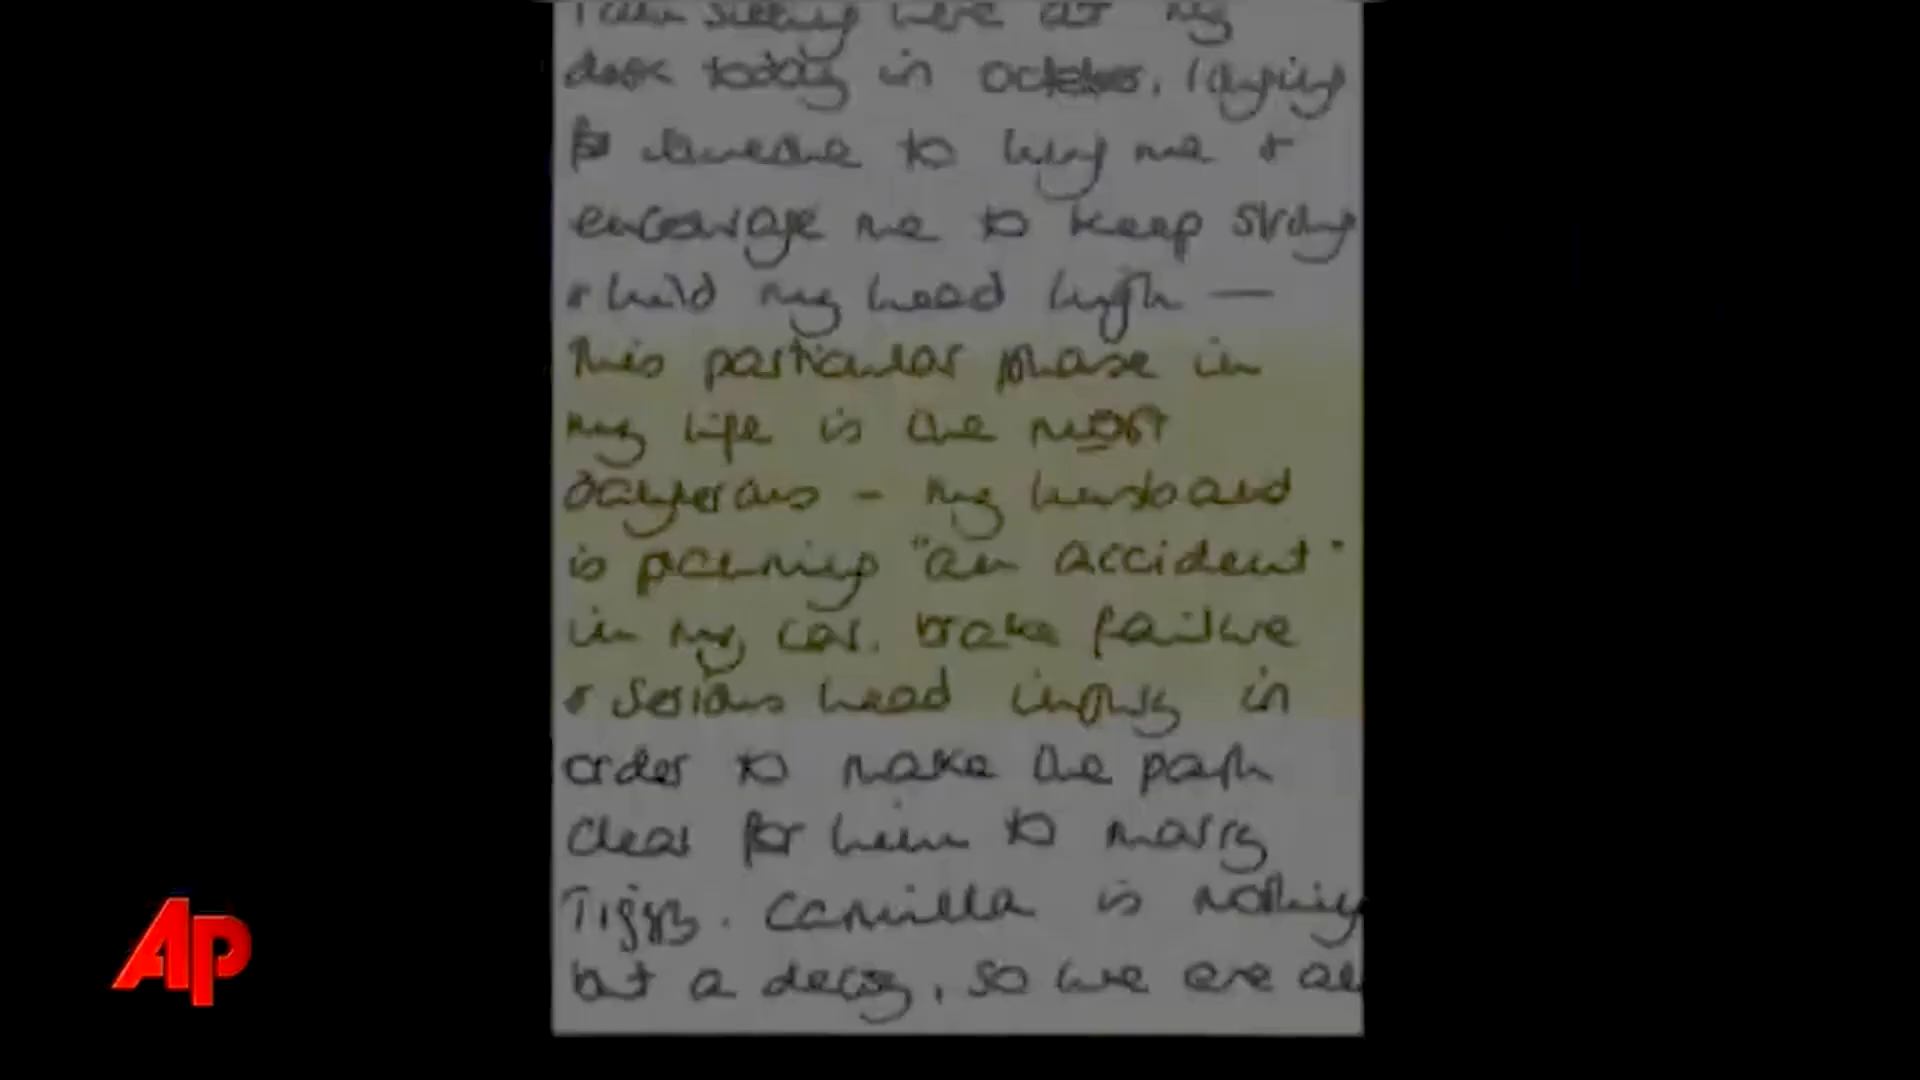 I am sitting here at my
desk today in October, longing
for someone to hug me &
encourage me to keep strong
& hold my head high —
This particular phase in
my life is the most
dangerous - my husband
is planning "an accident"
in my car. brake failure
& serious head injury in
order to make the path
clear for him to marry
Tiggy. Camilla is nothing
but a decoy, so we are
AP